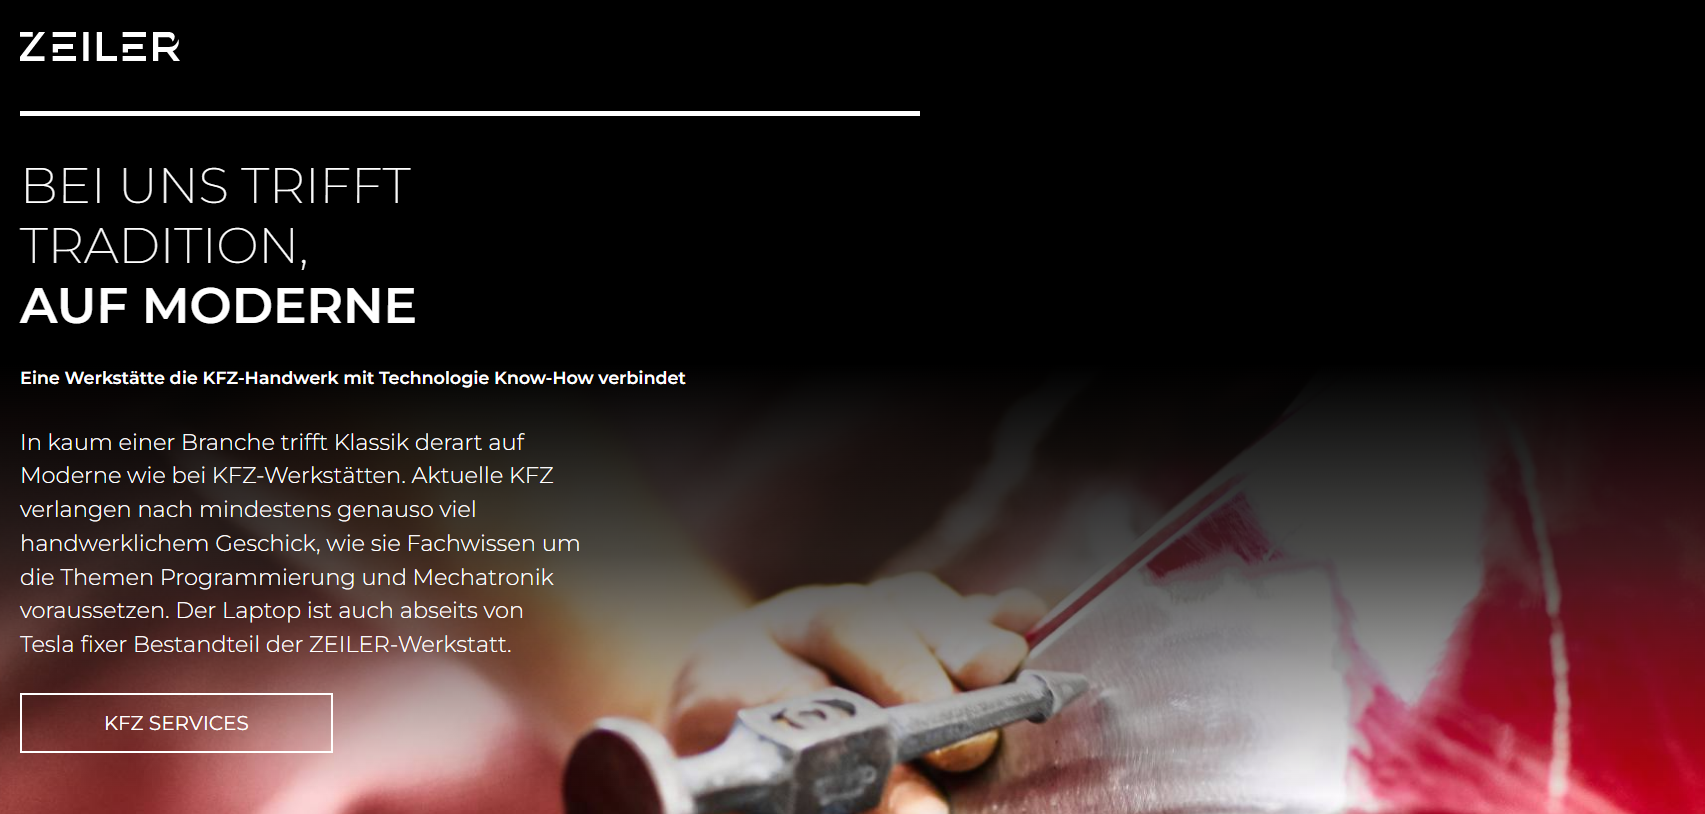 ZEILER
BEI UNS TRIFFT
TRADITION,
AUF MODERNE
Eine Werkstätte die KFZ-Handwerk mit Technologie Know-How verbindet
In kaum einer Branche trifft Klassik derart auf
Moderne wie bei KFZ-Werkstätten. Aktuelle KFZ
verlangen nach mindestens genauso viel
handwerklichem Geschick, wie sie Fachwissen um
die Themen Programmierung und Mechatronik
voraussetzen. Der Laptop ist auch abseits von
Tesla fixer Bestandteil der ZEILER-Werkstatt.
KFZ SERVICES